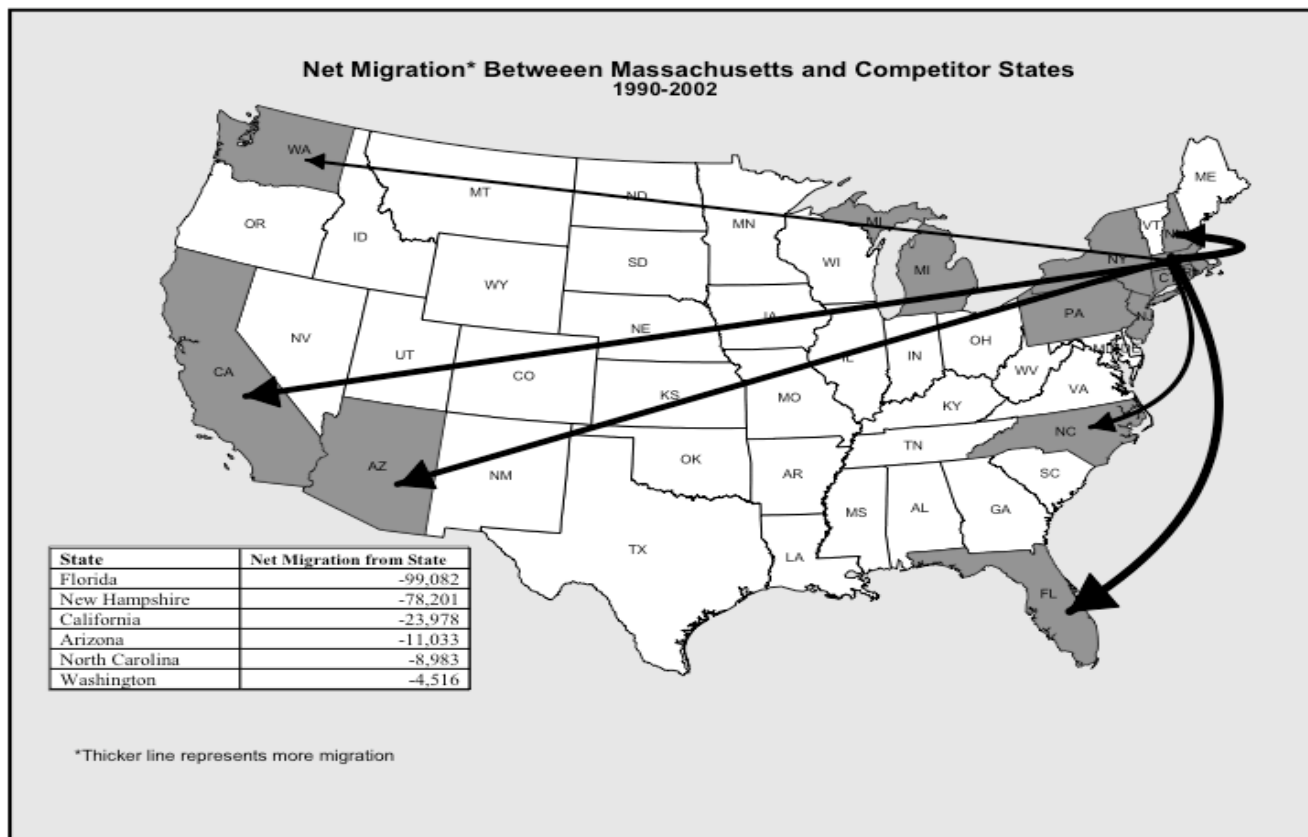 Net Migration* Betweeen Massachusetts and Competitor States
1990-2002
WA
MT
ND
MN
ME
OR
ID
SD
WI
MI
MI
VT
NY
WY
CT
NV
UT
NE
IA
PA
NJ
CA
CO
IL
IN
OH
WV
VA
KS
MO
KY
AZ
NM
OK
AR
TN
NC
SC
TX
LA
MS
AL
GA
FL
State Net Migration from State
Florida -99,082
New Hampshire -78,201
California -23,978
Arizona -11,033
North Carolina -8,983
Washington -4,516
*Thicker line represents more migration